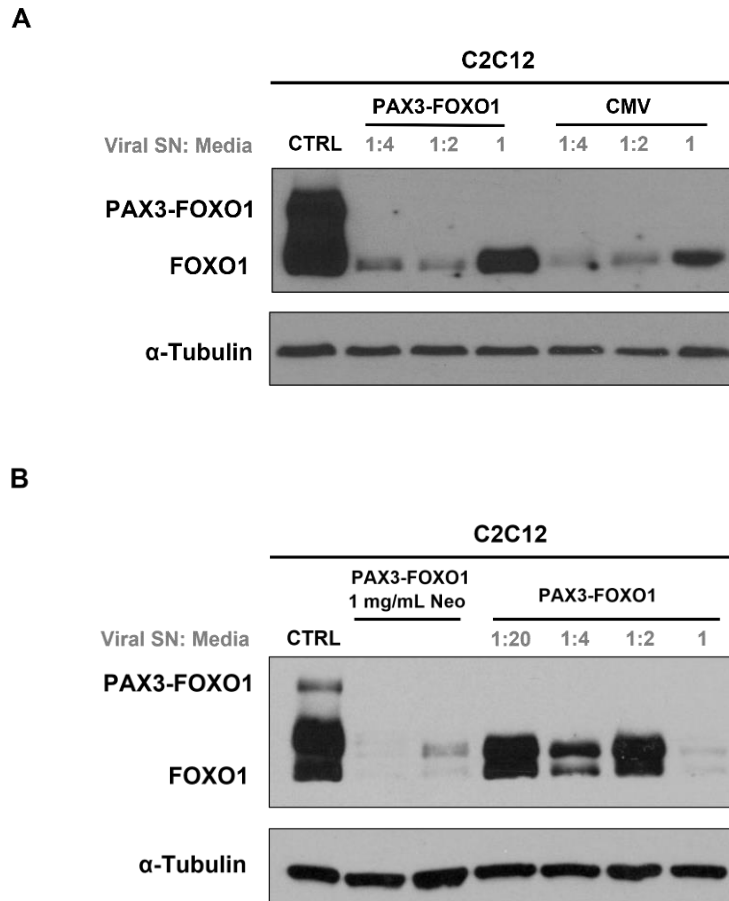 A
C2C12
PAX3-FOXO1 CMV
Viral SN: Media CTRL 1:4 1:2 1 1:4 1:2 1
PAX3-FOXO1
FOXO1
α-Tubulin
B
C2C12
PAX3-FOXO1
1 mg/mL Neo
PAX3-FOXO1
Viral SN: Media CTRL 1:20 1:4 1:2 1
PAX3-FOXO1
FOXO1
α-Tubulin